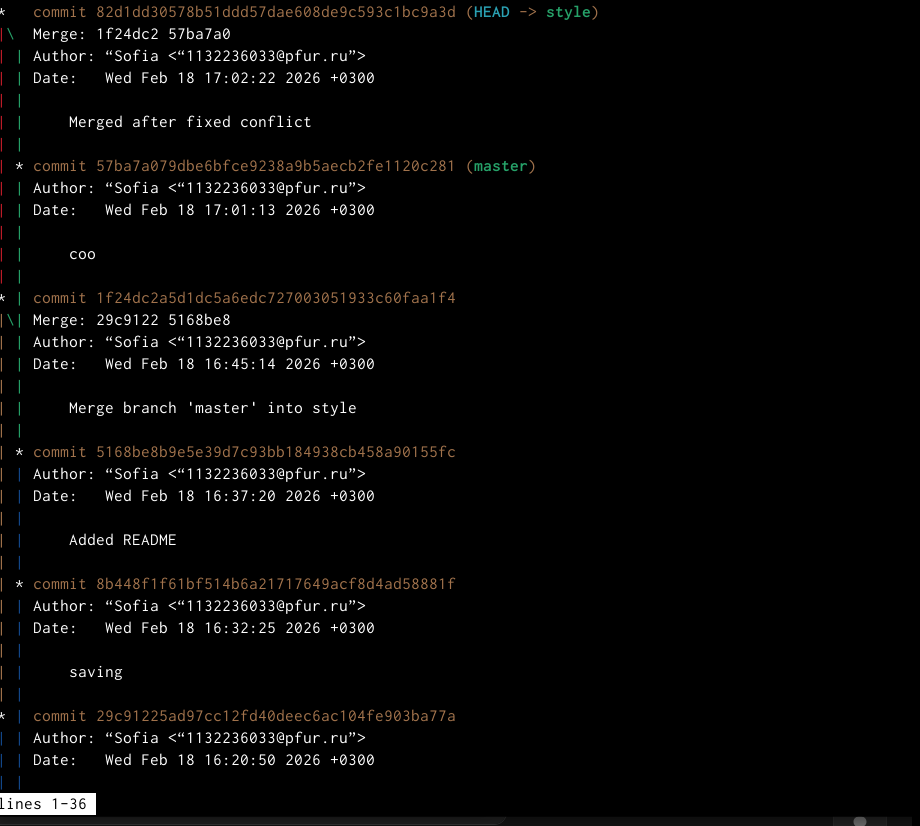 *   commit 82d1dd30578b51ddd57dae608de9c593c1bc9a3d (HEAD -> style)
|\  Merge: 1f24dc2 57ba7a0
| | Author: “Sofia <“1132236033@pfur.ru”>
| | Date:   Wed Feb 18 17:02:22 2026 +0300
| |
| |     Merged after fixed conflict
| |
| * commit 57ba7a079dbe6bfce9238a9b5aecb2fe1120c281 (master)
| | Author: “Sofia <“1132236033@pfur.ru”>
| | Date:   Wed Feb 18 17:01:13 2026 +0300
| |
| |     coo
| |
* | commit 1f24dc2a5d1dc5a6edc727003051933c60faa1f4
|\| Merge: 29c9122 5168be8
| | Author: “Sofia <“1132236033@pfur.ru”>
| | Date:   Wed Feb 18 16:45:14 2026 +0300
| |
| |     Merge branch 'master' into style
| |
| * commit 5168be8b9e5e39d7c93bb184938cb458a90155fc
| | Author: “Sofia <“1132236033@pfur.ru”>
| | Date:   Wed Feb 18 16:37:20 2026 +0300
| |
| |     Added README
| |
| * commit 8b448f1f61bf514b6a21717649acf8d4ad58881f
| | Author: “Sofia <“1132236033@pfur.ru”>
| | Date:   Wed Feb 18 16:32:25 2026 +0300
| |
| |     saving
| |
* | commit 29c91225ad97cc12fd40deec6ac104fe903ba77a
| | Author: “Sofia <“1132236033@pfur.ru”>
| | Date:   Wed Feb 18 16:20:50 2026 +0300
| |
lines 1-36